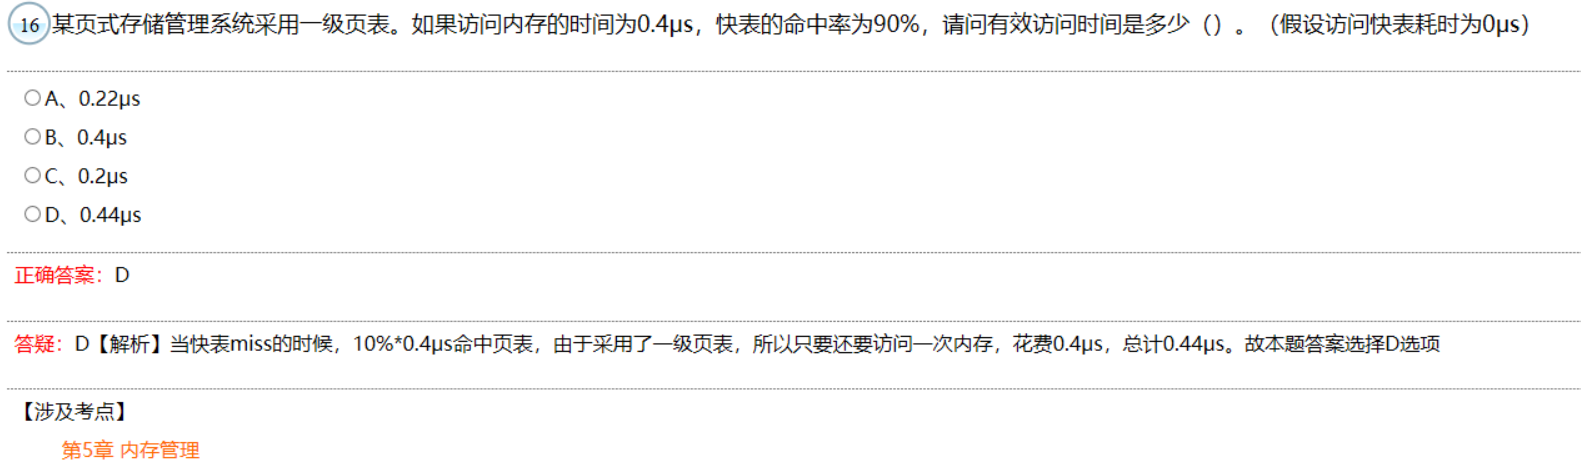 16 某页式存储管理系统采用一级页表。如果访问内存的时间为0.4μs，快表的命中率为90%，请问有效访问时间是多少（）。（假设访问快表耗时为0μs）
A、0.22μs
B、0.4μs
C、0.2μs
D、0.44μs
正确答案：D
答疑：D【解析】当快表miss的时候，10%*0.4μs命中页表，由于采用了一级页表，所以只要还要访问一次内存，花费0.4μs，总计0.44μs。故本题答案选择D选项
【涉及考点】
第5章 内存管理